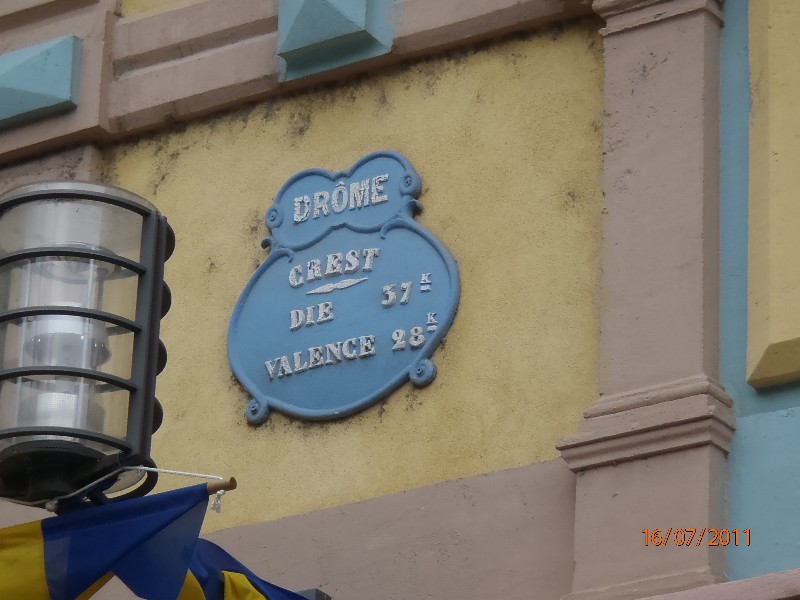 DRÔME
CREST
DIE 37 K
VALENCE 28 K
16/07/2011